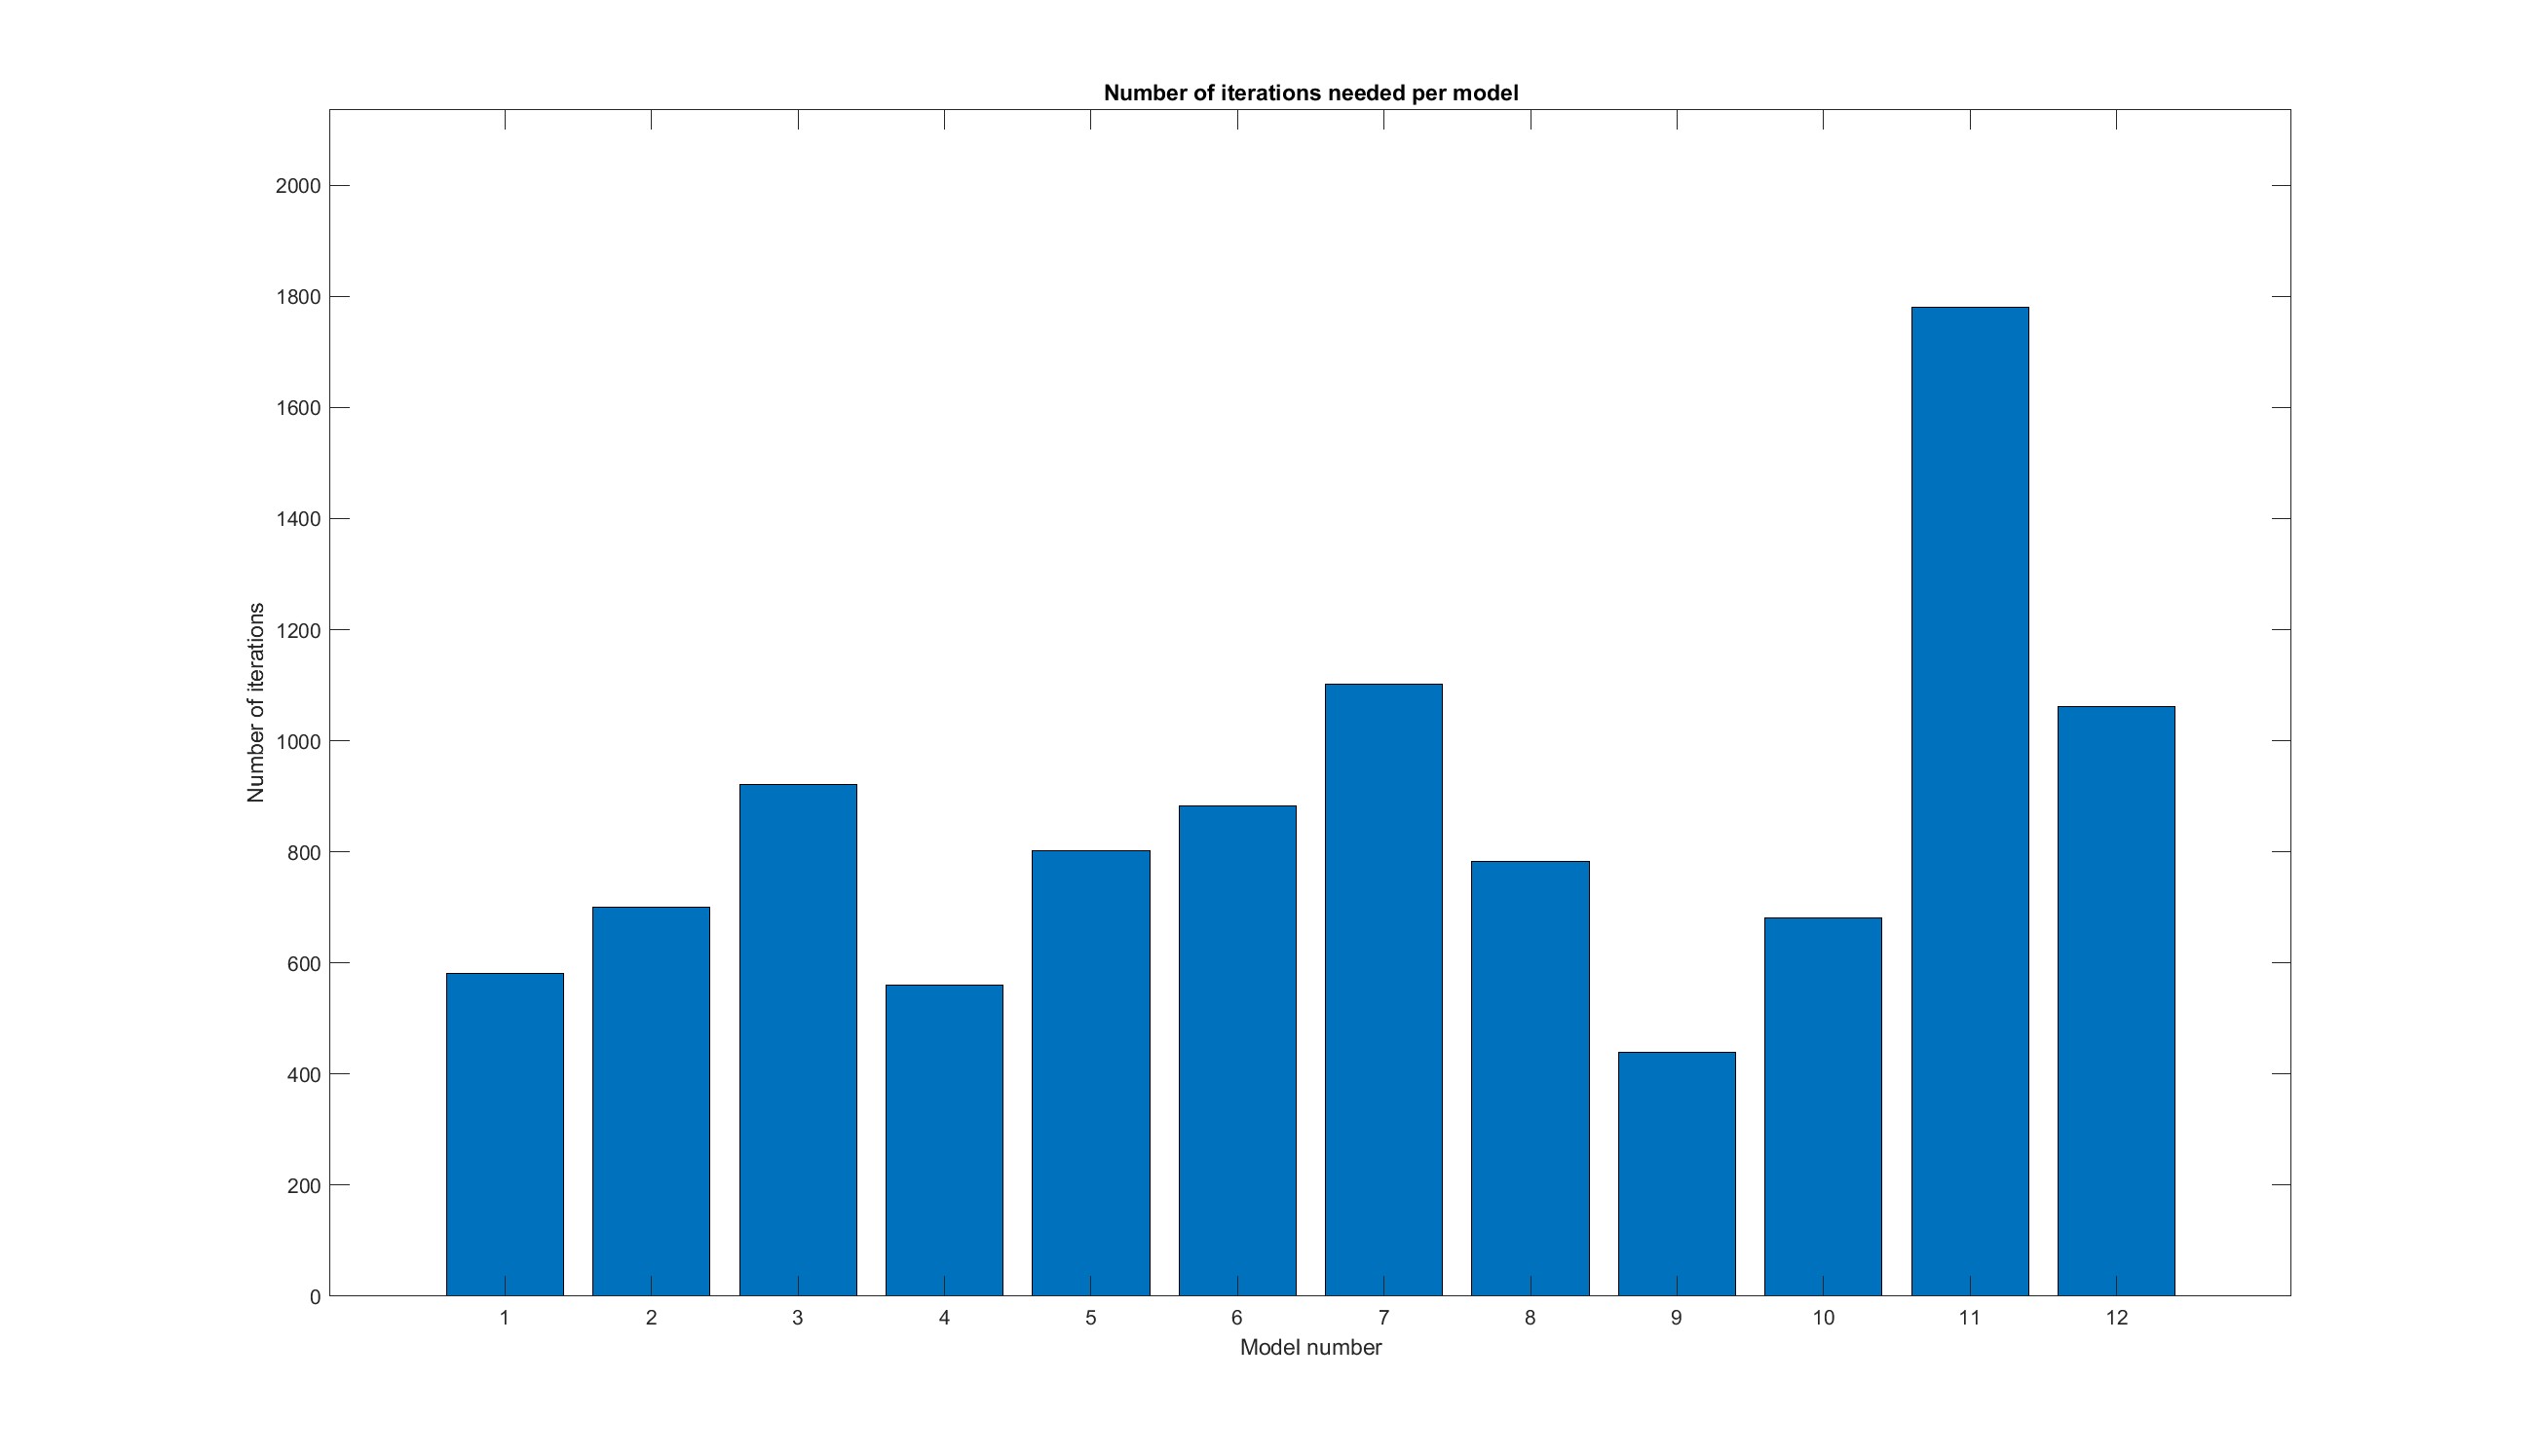 Number of iterations needed per model
2000
1800
1600
1400
1200
1000
800
600
400
200
0
Number of iterations
1 2 3 4 5 6 7 8 9 10 11 12
Model number